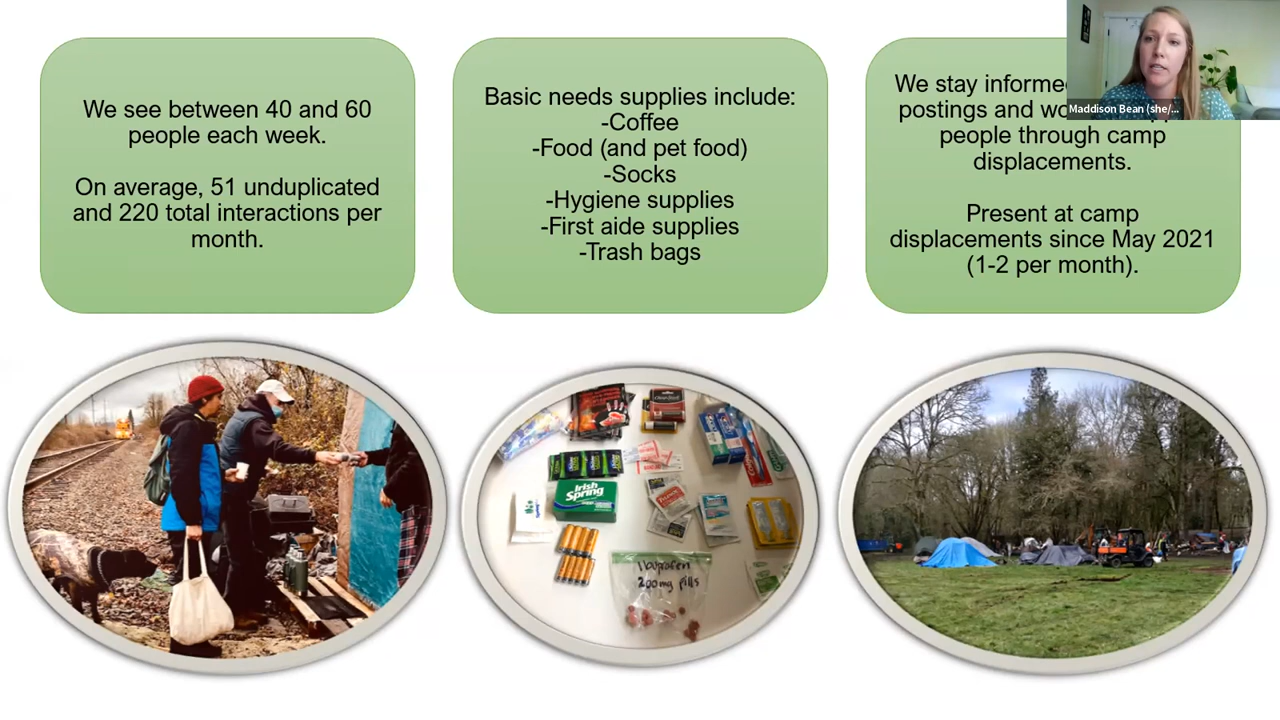 We see between 40 and 60
people each week.
On average, 51 unduplicated
and 220 total interactions per
month.
Basic needs supplies include:
-Coffee
-Food (and pet food)
-Socks
-Hygiene supplies
-First aide supplies
-Trash bags
We stay informed
postings and
people through camp
displacements.
Present at camp
displacements since May 2021
(1-2 per month).
Maddison Bean (she/...
Irish
Spring
Ibuprofen
200mg pills